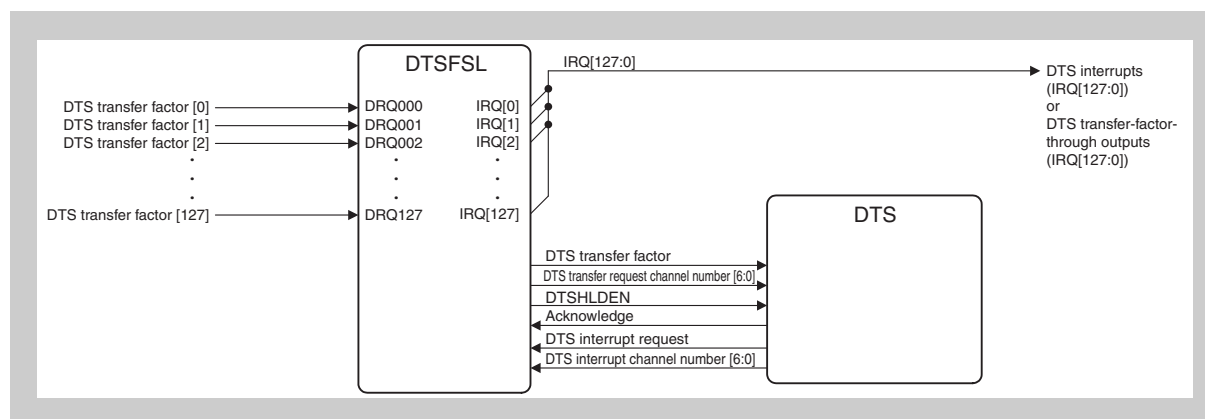 DTSFSL
IRQ[127:0]
DTS interrupts
(IRQ[127:0])
or
DTS transfer-factor-
through outputs
(IRQ[127:0])
DTS transfer factor [0]
DRQ000
IRQ[0]
DTS transfer factor [1]
DRQ001
IRQ[1]
DTS transfer factor [2]
DRQ002
IRQ[2]
DTS transfer factor [127]
DRQ127
IRQ[127]
DTS
DTS transfer factor
DTS transfer request channel number [6:0]
DTSHLDEN
Acknowledge
DTS interrupt request
DTS interrupt channel number [6:0]